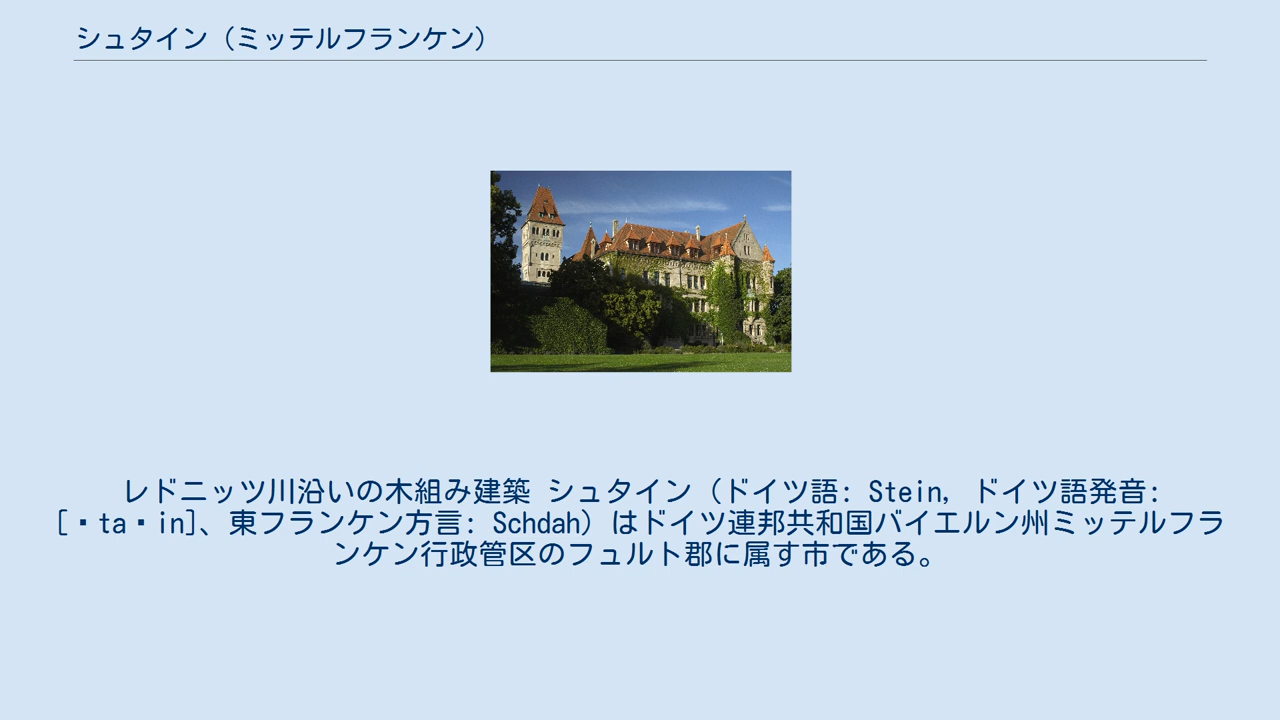 シュタイン（ミッテルフランケン）
レドニッツ川沿いの木組み建築 シュタイン（ドイツ語: Stein, ドイツ語発音:
[・ta・in]、東フランケン方言: Schdah）はドイツ連邦共和国バイエルン州ミッテルフラ
ンケン行政管区のフュルト郡に属す市である。